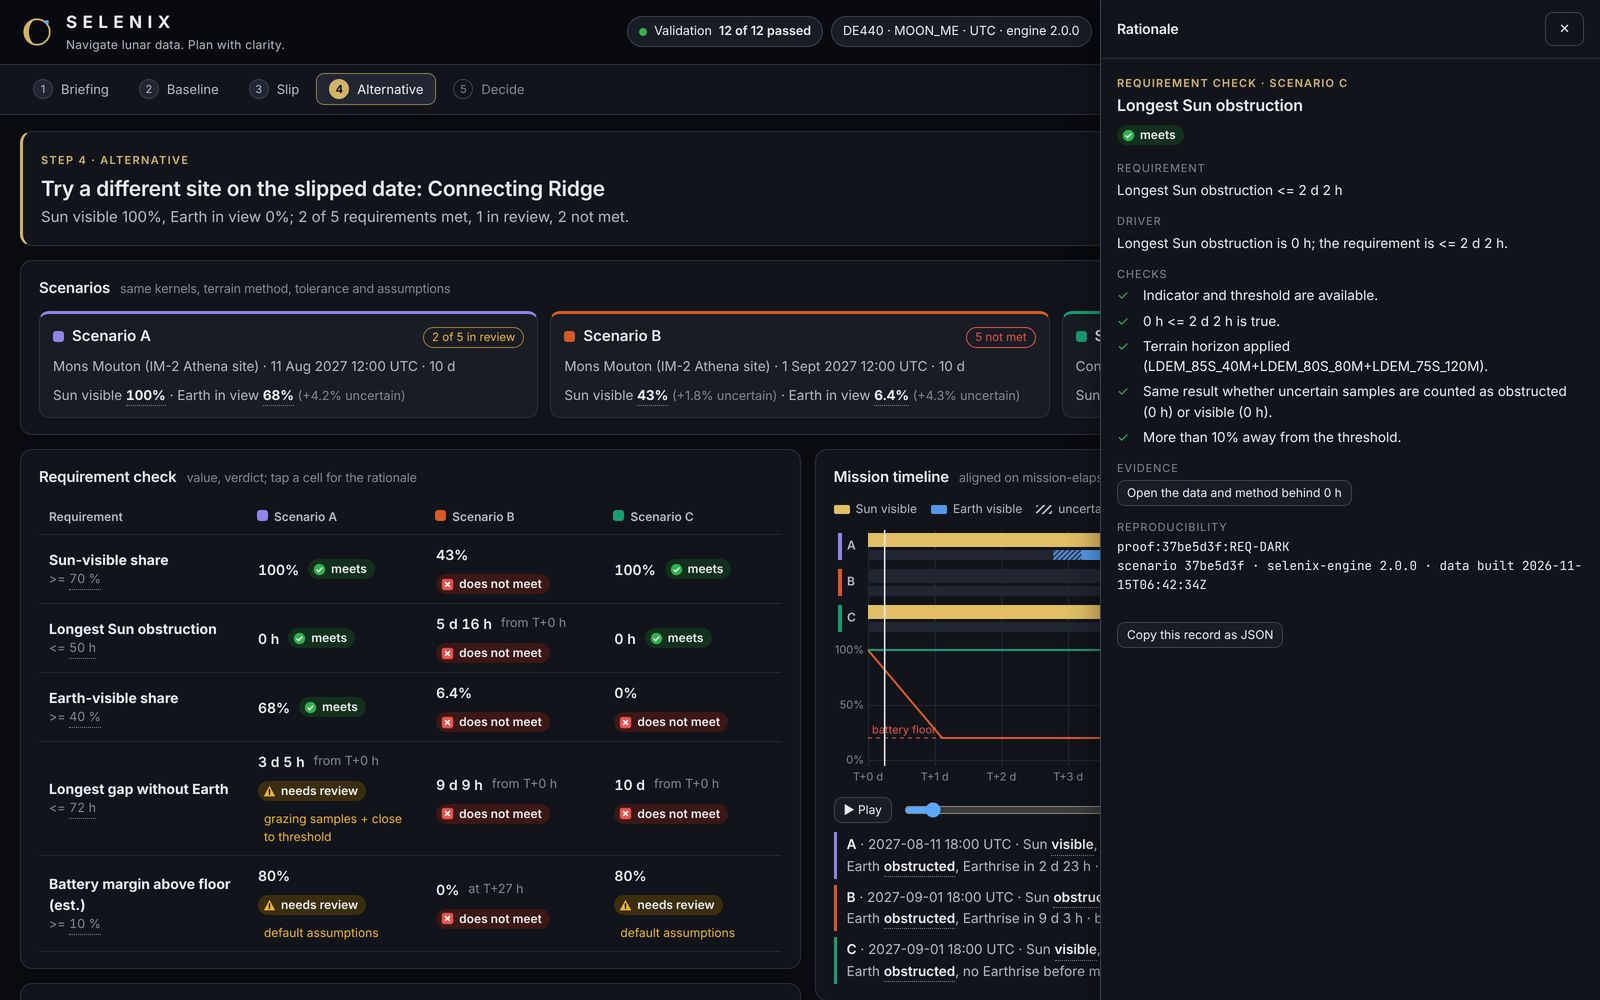 SELENIX
Navigate lunar data. Plan with clarity.
Validation 12 of 12 passed
DE440 · MOON_ME · UTC · engine 2.0.0
1 Briefing
2 Baseline
3 Slip
4 Alternative
5 Decide
STEP 4 · ALTERNATIVE
Try a different site on the slipped date: Connecting Ridge
Sun visible 100%, Earth in view 0%; 2 of 5 requirements met, 1 in review, 2 not met.
Scenarios same kernels, terrain method, tolerance and assumptions
Scenario A 2 of 5 in review
Mons Mouton (IM-2 Athena site) · 11 Aug 2027 12:00 UTC · 10 d
Sun visible 100% · Earth in view 68% (+4.2% uncertain)
Scenario B 5 not met
Mons Mouton (IM-2 Athena site) · 1 Sept 2027 12:00 UTC · 10 d
Sun visible 43% (+1.8% uncertain) · Earth in view 6.4% (+4.3% uncertain)
S
Con
Sun
Requirement check value, verdict; tap a cell for the rationale
Requirement Scenario A Scenario B Scenario C
Sun-visible share
>= 70 %
100% meets
43%
does not meet
100% meets
Longest Sun obstruction
<= 50 h
0 h meets
5 d 16 h from T+0 h
does not meet
0 h meets
Earth-visible share
>= 40 %
68% meets
6.4%
does not meet
0%
does not meet
Longest gap without Earth
<= 72 h
3 d 5 h from T+0 h
needs review
grazing samples + close
to threshold
9 d 9 h from T+0 h
does not meet
10 d from T+0 h
does not meet
Battery margin above floor
(est.)
>= 10 %
80%
needs review
default assumptions
0% at T+27 h
does not meet
80%
needs review
default assumptions
Mission timeline aligned on mission-elaps
Sun visible Earth visible uncerta
A
B
C
100%
50%
battery floor
0%
T+0 d T+1 d T+2 d T+3 d
Play
A · 2027-08-11 18:00 UTC · Sun visible,
Earth obstructed, Earthrise in 2 d 23 h ·
B · 2027-09-01 18:00 UTC · Sun obstruc
Earth obstructed, Earthrise in 9 d 3 h · b
C · 2027-09-01 18:00 UTC · Sun visible,
Earth obstructed, no Earthrise before m
Rationale
REQUIREMENT CHECK · SCENARIO C
Longest Sun obstruction
meets
REQUIREMENT
Longest Sun obstruction <= 2 d 2 h
DRIVER
Longest Sun obstruction is 0 h; the requirement is <= 2 d 2 h.
CHECKS
Indicator and threshold are available.
0 h <= 2 d 2 h is true.
Terrain horizon applied
(LDEM_85S_40M+LDEM_80S_80M+LDEM_75S_120M).
Same result whether uncertain samples are counted as obstructed
(0 h) or visible (0 h).
More than 10% away from the threshold.
EVIDENCE
Open the data and method behind 0 h
REPRODUCIBILITY
proof:37be5d3f:REQ-DARK
scenario 37be5d3f · selenix-engine 2.0.0 · data built 2026-11-
15T06:42:34Z
Copy this record as JSON